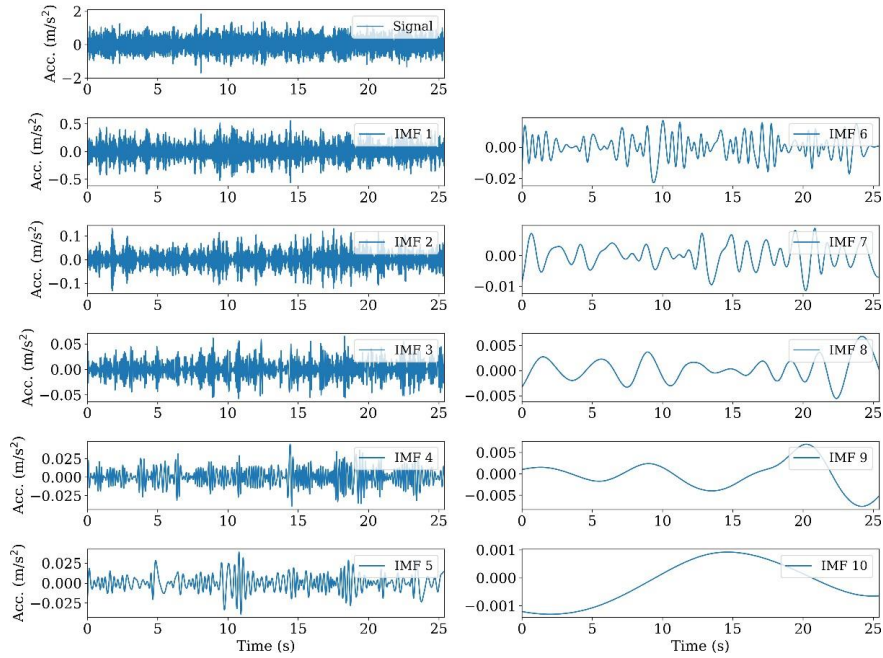 Acc. (m/s²)
2
0
−2
Signal
0 5 10 15 20 25
Acc. (m/s²)
0.5
0.0
−0.5
IMF 1
0 5 10 15 20 25
Acc. (m/s²)
0.1
0.0
−0.1
IMF 2
0 5 10 15 20 25
Acc. (m/s²)
0.05
0.00
−0.05
IMF 3
0 5 10 15 20 25
Acc. (m/s²)
0.025
0.000
−0.025
IMF 4
0 5 10 15 20 25
Acc. (m/s²)
0.025
0.000
−0.025
IMF 5
0 5 10 15 20 25
Time (s)
0.00
−0.02
IMF 6
0 5 10 15 20 25
0.00
−0.01
IMF 7
0 5 10 15 20 25
0.005
0.000
−0.005
IMF 8
0 5 10 15 20 25
0.005
0.000
−0.005
IMF 9
0 5 10 15 20 25
0.001
0.000
−0.001
IMF 10
0 5 10 15 20 25
Time (s)